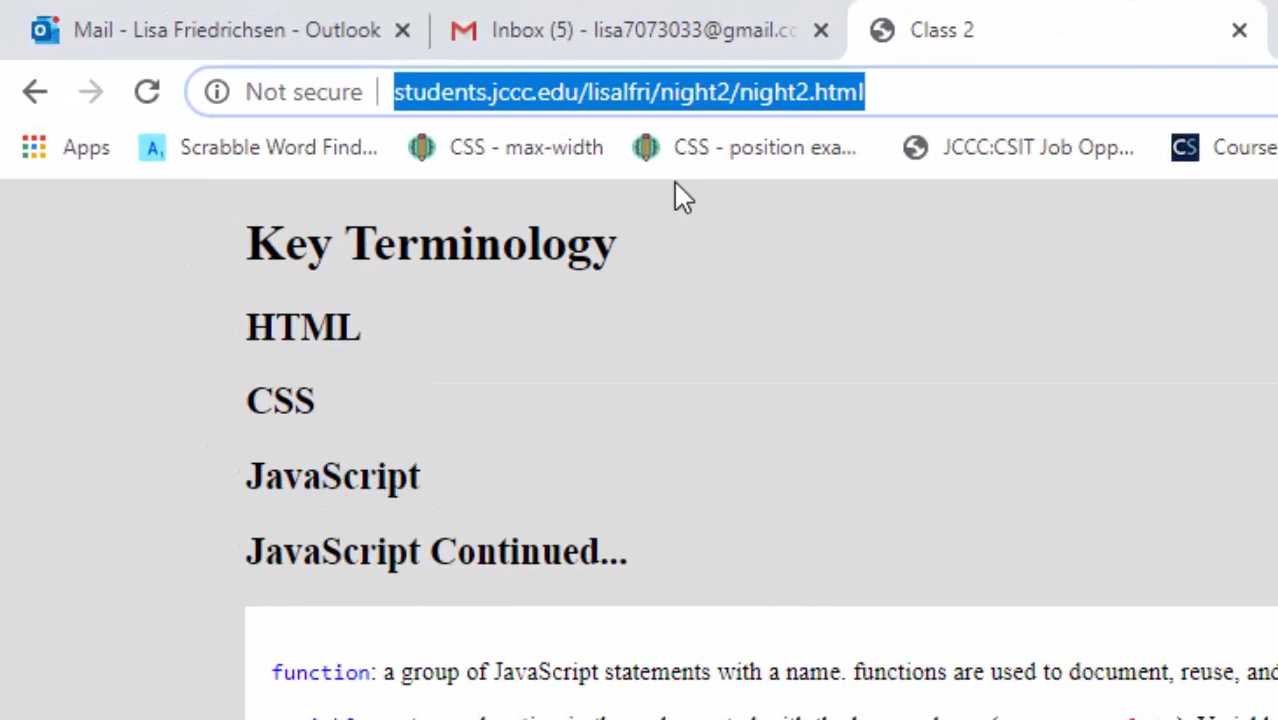 Mail - Lisa Friedrichsen - Outlook
Inbox (5) - lisa7073033@gmail.co
Class 2
Not secure
students.jccc.edu/lisalfri/night2/night2.html
Apps
A,
Scrabble Word Find...
CSS - max-width
CSS - position exa...
JCCC:CSIT Job Opp...
CS
Course
Key Terminology
HTML
CSS
JavaScript
JavaScript Continued...
function: a group of JavaScript statements with a name. functions are used to document, reuse, and